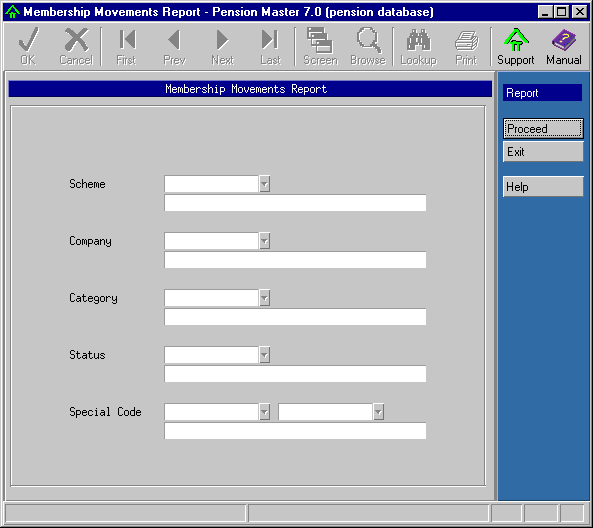 Membership Movements Report - Pension Master 7.0 (pension database)
OK Cancel First Prev Next Last Screen Browse Lookup Print Support Manual
Membership Movements Report
Report
Proceed
Exit
Help
Scheme
Company
Category
Status
Special Code